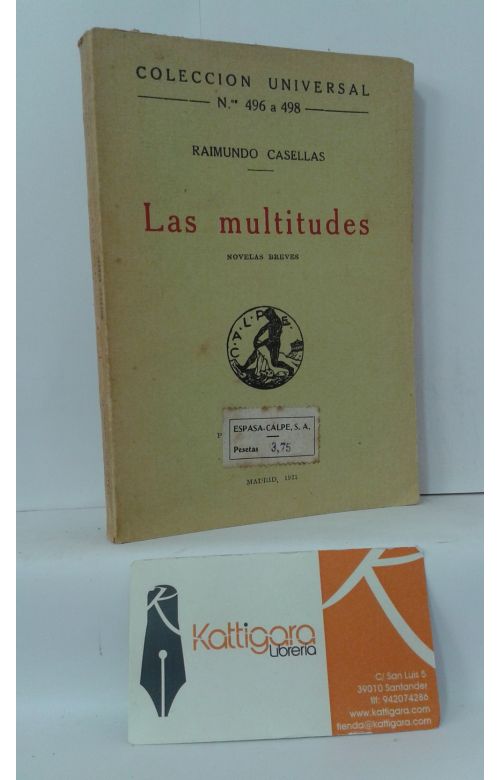 COLECCION UNIVERSAL
N.os 496 a 498
RAIMUNDO CASELLAS
Las multitudes
NOVELAS BREVES
C·A·L·P·E
ESPASA-CALPE, S. A.
Pesetas 3,75
MADRID, 1921
Kattigara
Librería
C/ San Luis 5
39010 Santander
tlf: 942074286
www.kattigara.com
tienda@kattigara.com